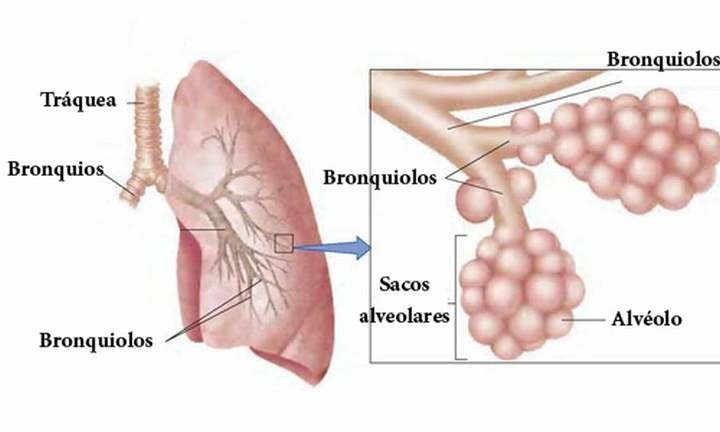 Bronquiolos
Tráquea
Bronquios
Bronquiolos
Sacos
alveolares
Alvéolo
Bronquiolos